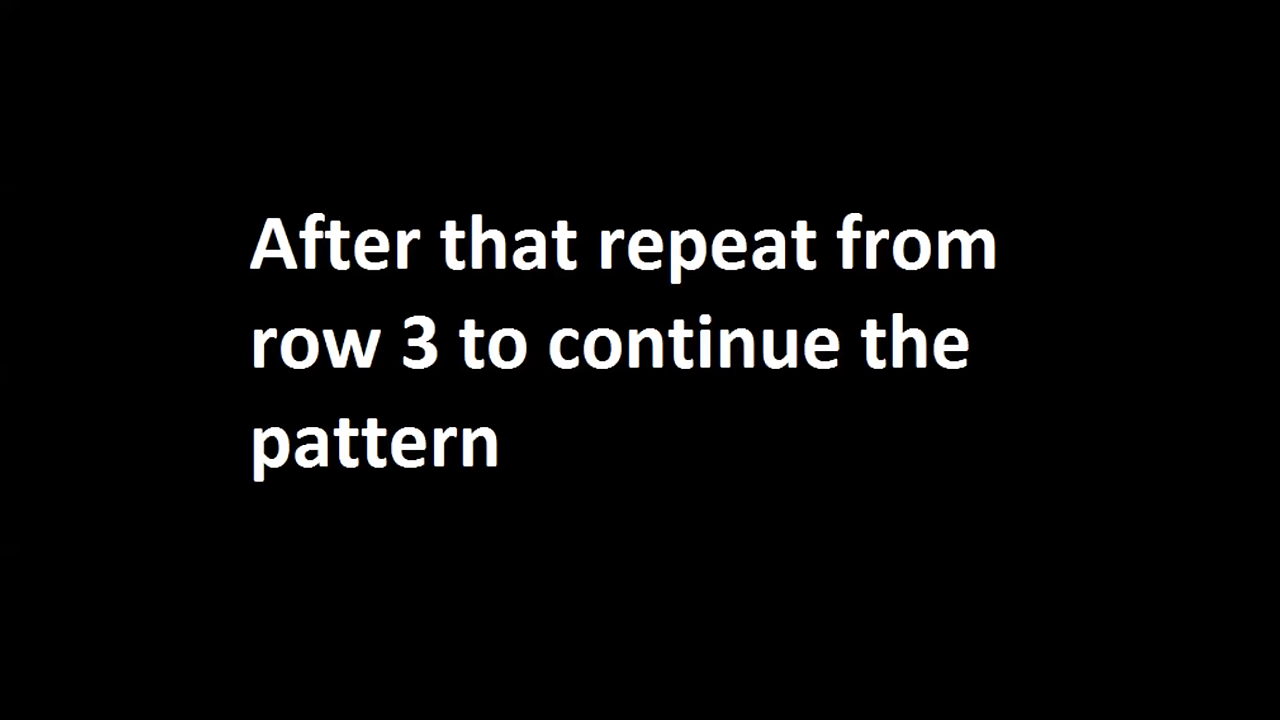 After that repeat from
row 3 to continue the
pattern